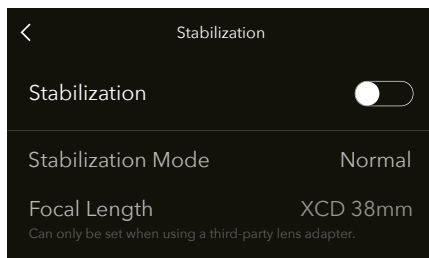 Stabilization
Stabilization
Stabilization Mode Normal
Focal Length XCD 38mm
Can only be set when using a third-party lens adapter.